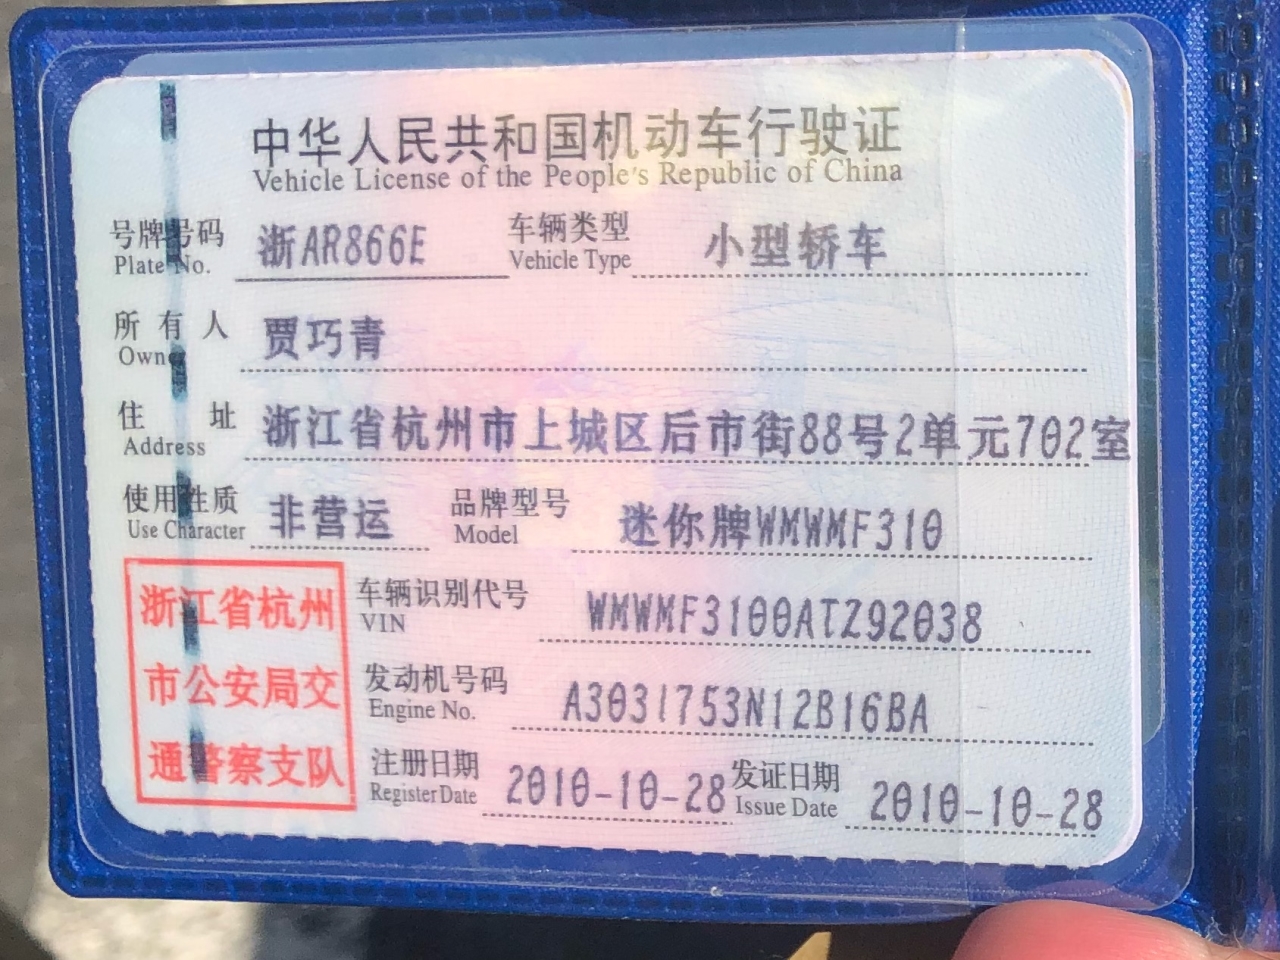 中华人民共和国机动车行驶证
Vehicle License of the People's Republic of China
号牌号码 浙AR866E 车辆类型 小型轿车
Plate No. Vehicle Type
所有人 贾巧青
Owner
住址 浙江省杭州市上城区后市街88号2单元702室
Address
使用性质 非营运 品牌型号 迷你牌WMWMF310
Use Character Model
浙江省杭州
市公安局交
通警察支队
车辆识别代号 WMWMF3100ATZ92038
VIN
发动机号码 A3031753N12B16BA
Engine No.
注册日期 2010-10-28 发证日期 2010-10-28
Register Date Issue Date